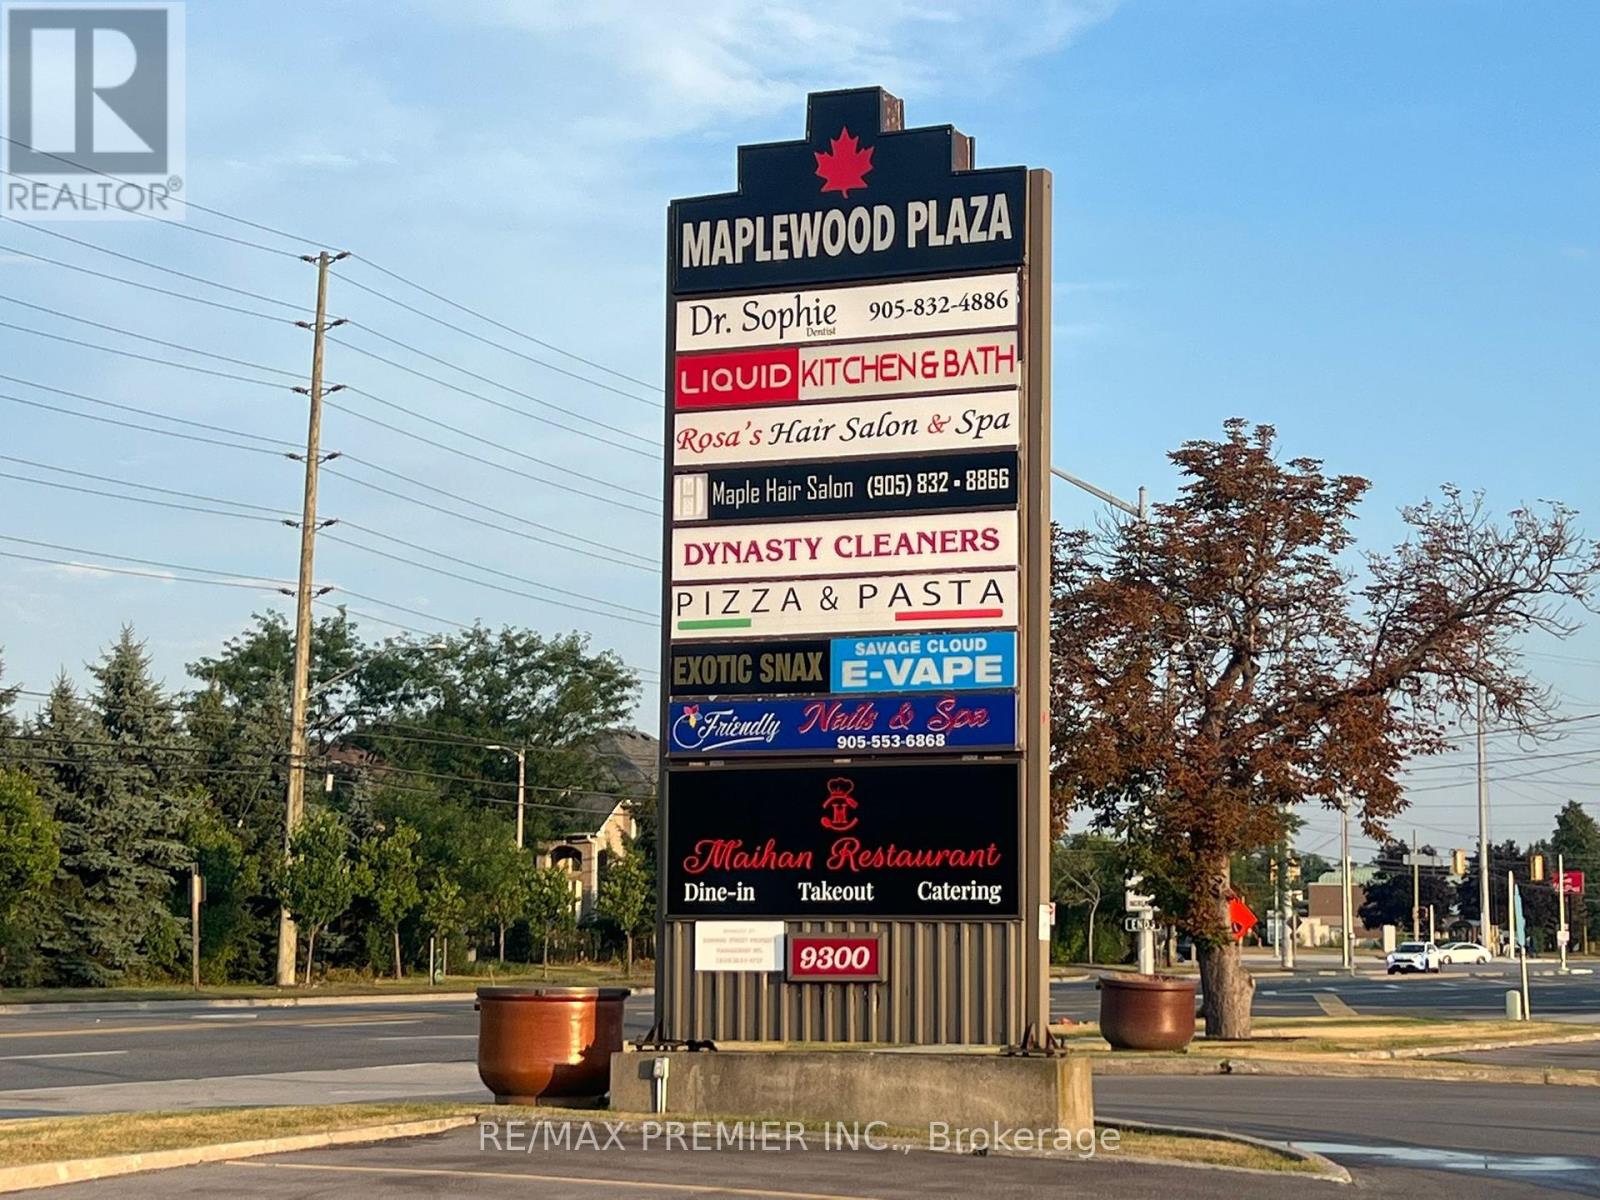 REALTOR®
MAPLEWOOD PLAZA
Dr. Sophie 905-832-4886
Dentist
LIQUID KITCHEN & BATH
Rosa's Hair Salon & Spa
Maple Hair Salon (905) 832 • 8866
DYNASTY CLEANERS
PIZZA & PASTA
EXOTIC SNAX
SAVAGE CLOUD
E-VAPE
Friendly Nails & Spa
905-553-6868
Maihan Restaurant
Dine-in Takeout Catering
9300
ENDS
RE/MAX PREMIER INC., Brokerage